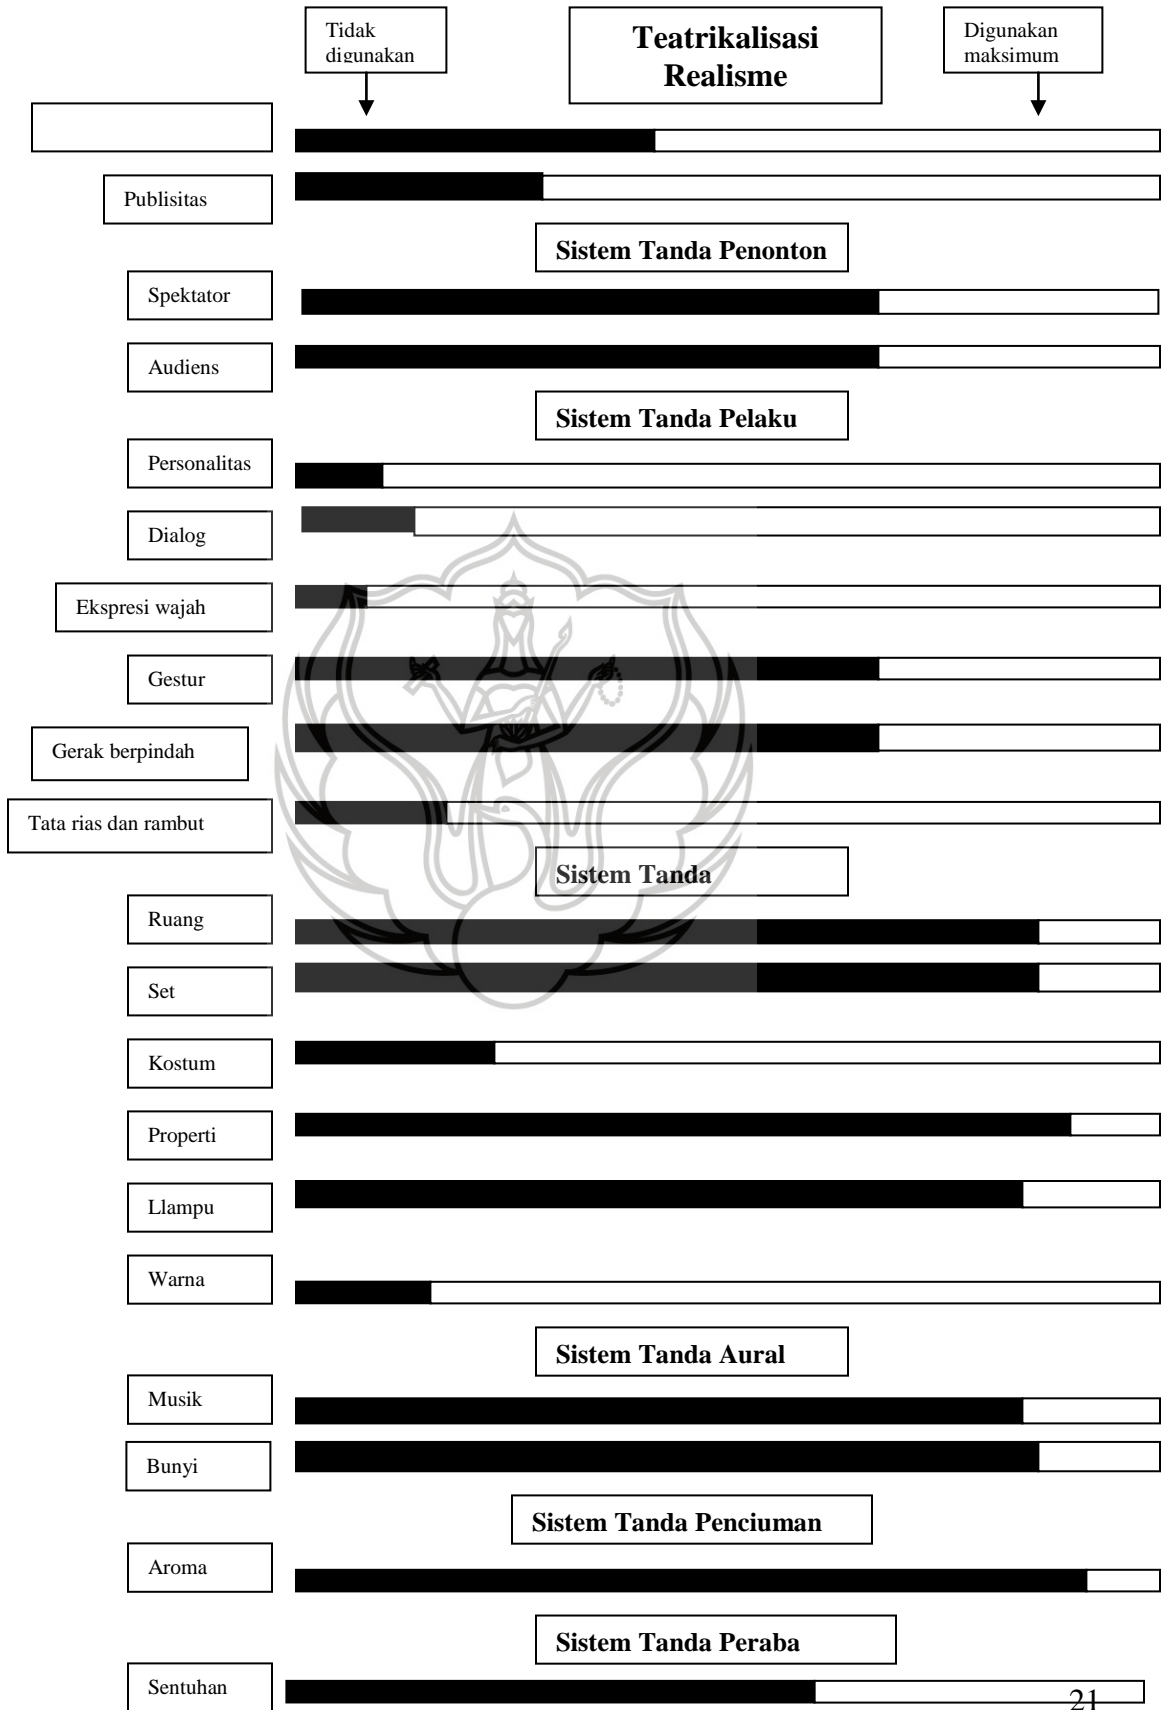 Tidak
digunakan
Teatrikalisasi
Realisme
Digunakan
maksimum
Publisitas
Sistem Tanda Penonton
Spektator
Audiens
Sistem Tanda Pelaku
Personalitas
Dialog
Ekspresi wajah
Gestur
Gerak berpindah
Tata rias dan rambut
Sistem Tanda
Ruang
Set
Kostum
Properti
Llampu
Warna
Sistem Tanda Aural
Musik
Bunyi
Sistem Tanda Penciuman
Aroma
Sistem Tanda Peraba
Sentuhan
21